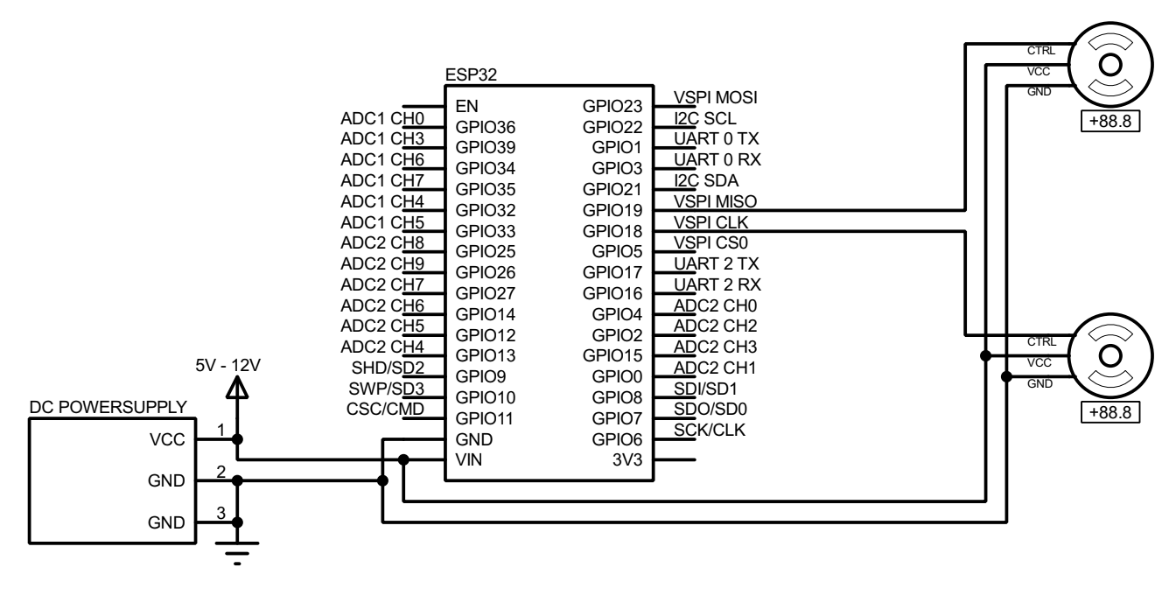 ESP32
EN
ADC1 CH0 GPIO36
ADC1 CH3 GPIO39
ADC1 CH6 GPIO34
ADC1 CH7 GPIO35
ADC1 CH4 GPIO32
ADC1 CH5 GPIO33
ADC2 CH8 GPIO25
ADC2 CH9 GPIO26
ADC2 CH7 GPIO27
ADC2 CH6 GPIO14
ADC2 CH5 GPIO12
ADC2 CH4 GPIO13
SHD/SD2 GPIO9
SWP/SD3 GPIO10
CSC/CMD GPIO11
GND
VIN
GPIO23 VSPI MOSI
GPIO22 I2C SCL
GPIO1 UART 0 TX
GPIO3 UART 0 RX
GPIO21 I2C SDA
GPIO19 VSPI MISO
GPIO18 VSPI CLK
GPIO5 VSPI CS0
GPIO17 UART 2 TX
GPIO16 UART 2 RX
GPIO4 ADC2 CH0
GPIO2 ADC2 CH2
GPIO15 ADC2 CH3
GPIO0 ADC2 CH1
GPIO8 SDI/SD1
GPIO7 SDO/SD0
GPIO6 SCK/CLK
3V3
CTRL
VCC
GND
+88.8
CTRL
VCC
GND
+88.8
5V - 12V
DC POWERSUPPLY
VCC 1
GND 2
GND 3